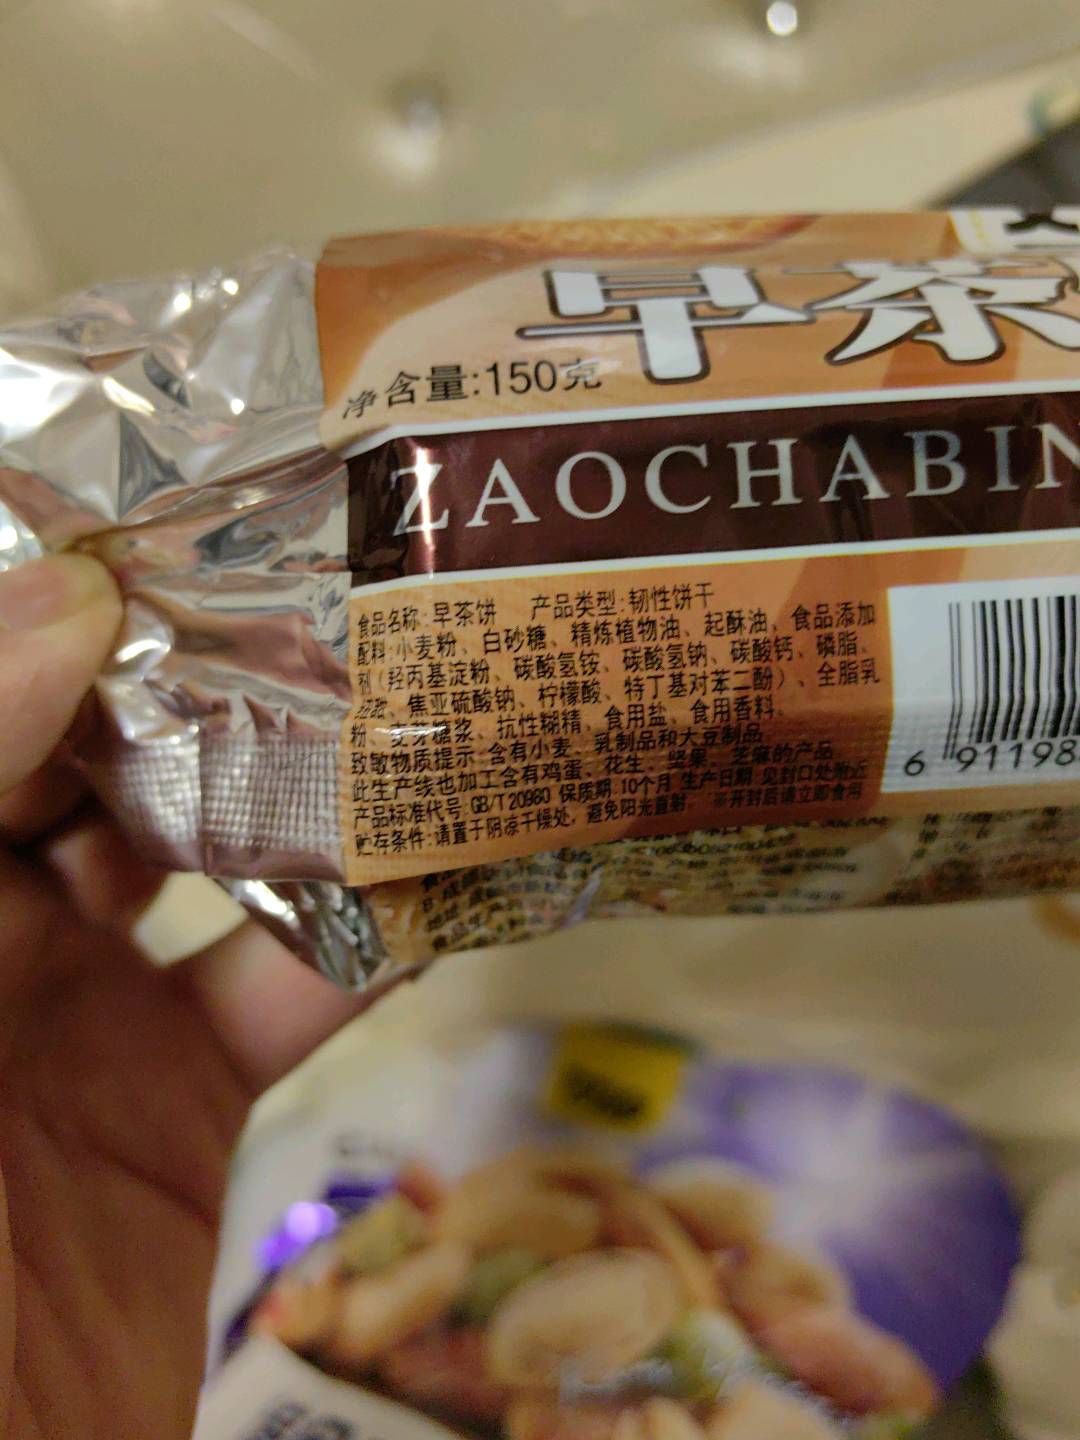 早茶
净含量:150克
ZAOCHABIN
食品名称:早茶饼 产品类型:韧性饼干
配料:小麦粉、白砂糖、精炼植物油、起酥油、食品添加
剂(羟丙基淀粉、碳酸氢铵、碳酸氢钠、碳酸钙、磷脂、
焦亚硫酸钠、柠檬酸、特丁基对苯二酚)、全脂乳
粉、麦芽糖浆、抗性糊精、食用盐、食用香料.
致敏物质提示 含有小麦、乳制品和大豆制品
此生产线也加工含有鸡蛋、花生、坚果、芝麻的产品
产品标准代号:GB/T20980 保质期:10个月 生产日期 见封口处附近
贮存条件:请置于阴凉干燥处,避免阳光直射 ※开封后请立即食用
6 91198